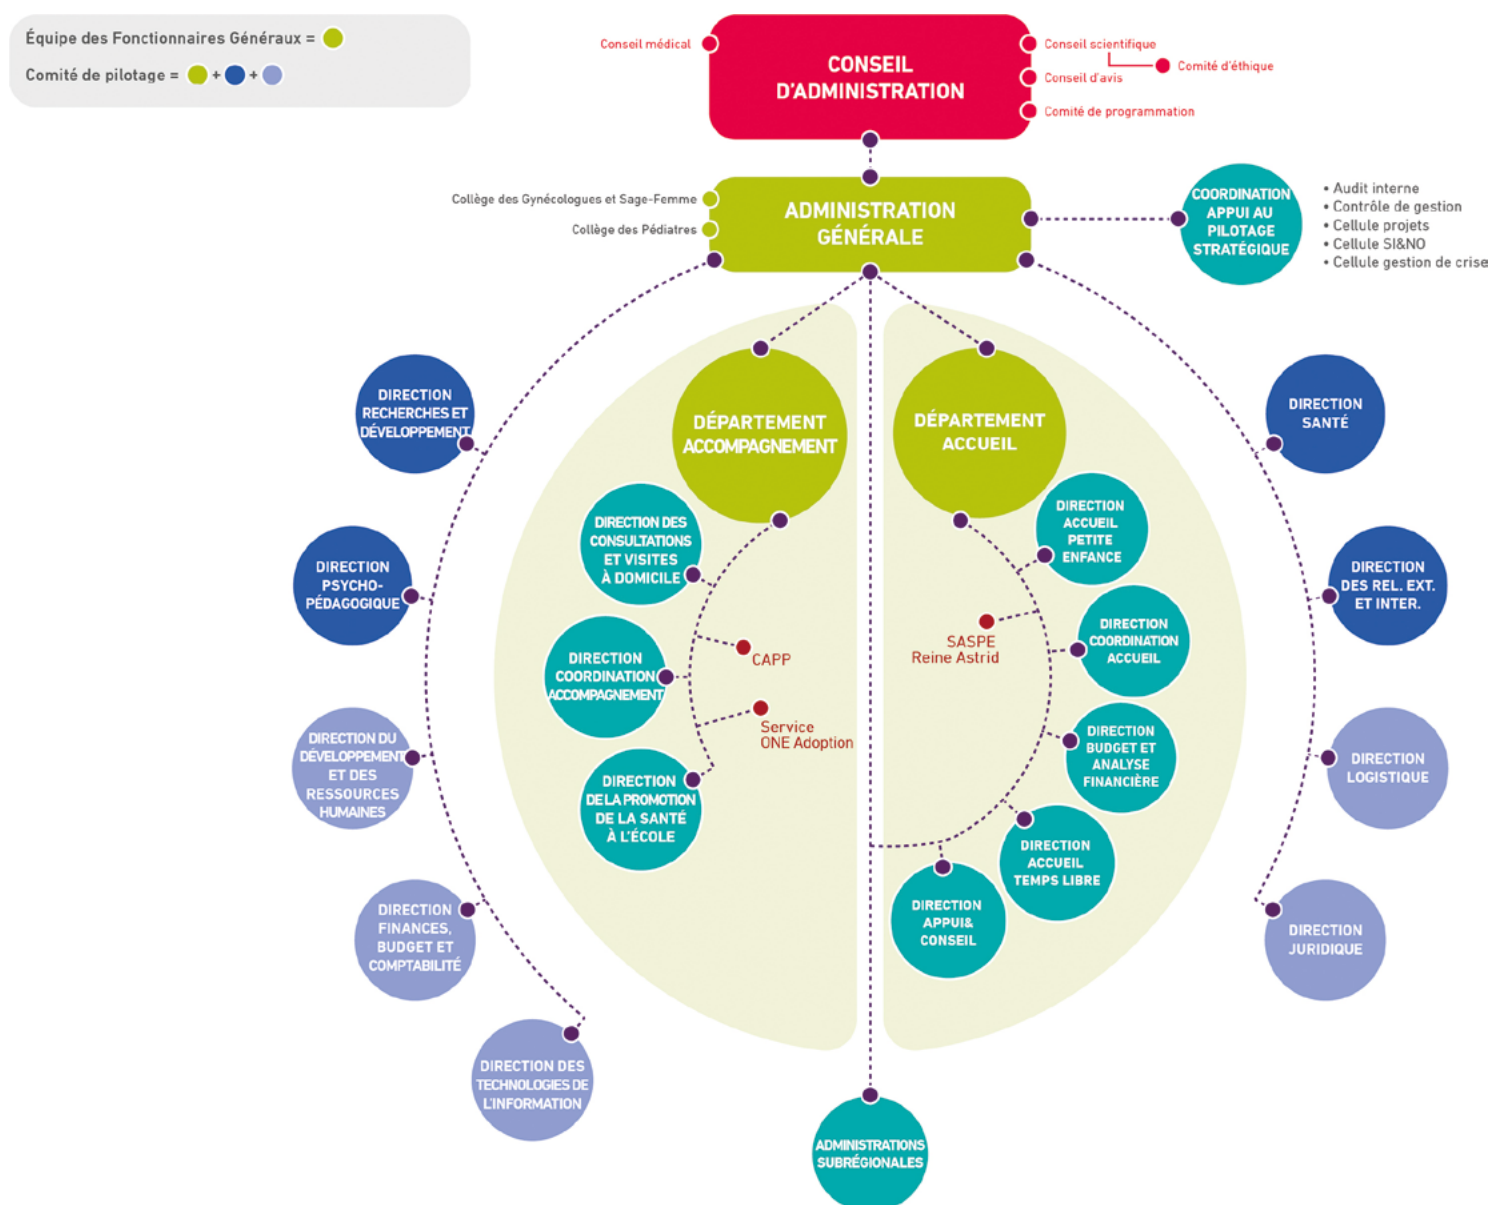 Équipe des Fonctionnaires Généraux =
Comité de pilotage = + +
Conseil médical
CONSEIL
D'ADMINISTRATION
Conseil scientifique
Comité d'éthique
Conseil d'avis
Comité de programmation
Collège des Gynécologues et Sage-Femme
Collège des Pédiatres
ADMINISTRATION
GÉNÉRALE
COORDINATION
APPUI AU
PILOTAGE
STRATÉGIQUE
• Audit interne
• Contrôle de gestion
• Cellule projets
• Cellule SI&NO
• Cellule gestion de crise
DIRECTION
RECHERCHES ET
DÉVELOPPEMENT
DIRECTION
PSYCHO-
PÉDAGOGIQUE
DIRECTION DU
DÉVELOPPEMENT
ET DES
RESSOURCES
HUMAINES
DIRECTION
FINANCES,
BUDGET ET
COMPTABILITÉ
DIRECTION DES
TECHNOLOGIES DE
L'INFORMATION
DÉPARTEMENT
ACCOMPAGNEMENT
DIRECTION DES
CONSULTATIONS
ET VISITES
À DOMICILE
CAPP
DIRECTION
COORDINATION
ACCOMPAGNEMENT
Service
ONE Adoption
DIRECTION
DE LA PROMOTION
DE LA SANTÉ
À L'ÉCOLE
DÉPARTEMENT
ACCUEIL
DIRECTION
ACCUEIL
PETITE
ENFANCE
SASPE
Reine Astrid
DIRECTION
COORDINATION
ACCUEIL
DIRECTION
BUDGET ET
ANALYSE
FINANCIÈRE
DIRECTION
ACCUEIL
TEMPS LIBRE
DIRECTION
APPUI&
CONSEIL
ADMINISTRATIONS
SUBRÉGIONALES
DIRECTION
SANTÉ
DIRECTION
DES REL. EXT.
ET INTER.
DIRECTION
LOGISTIQUE
DIRECTION
JURIDIQUE